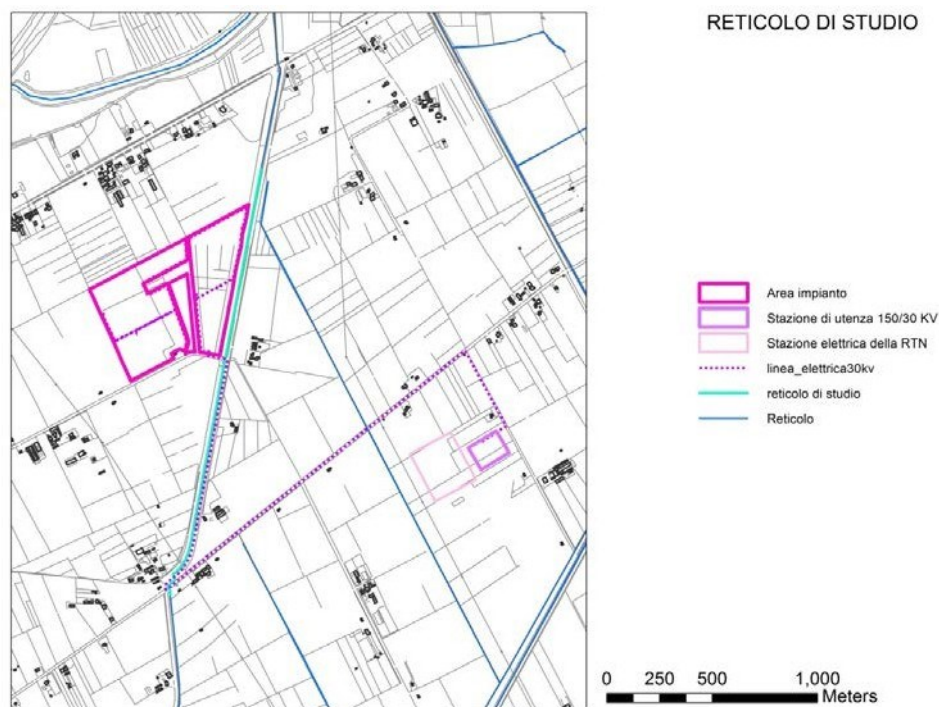 RETICOLO DI STUDIO
Area impianto
Stazione di utenza 150/30 KV
Stazione elettrica della RTN
linea_elettrica30kv
reticolo di studio
Reticolo
0 250 500 1,000
Meters